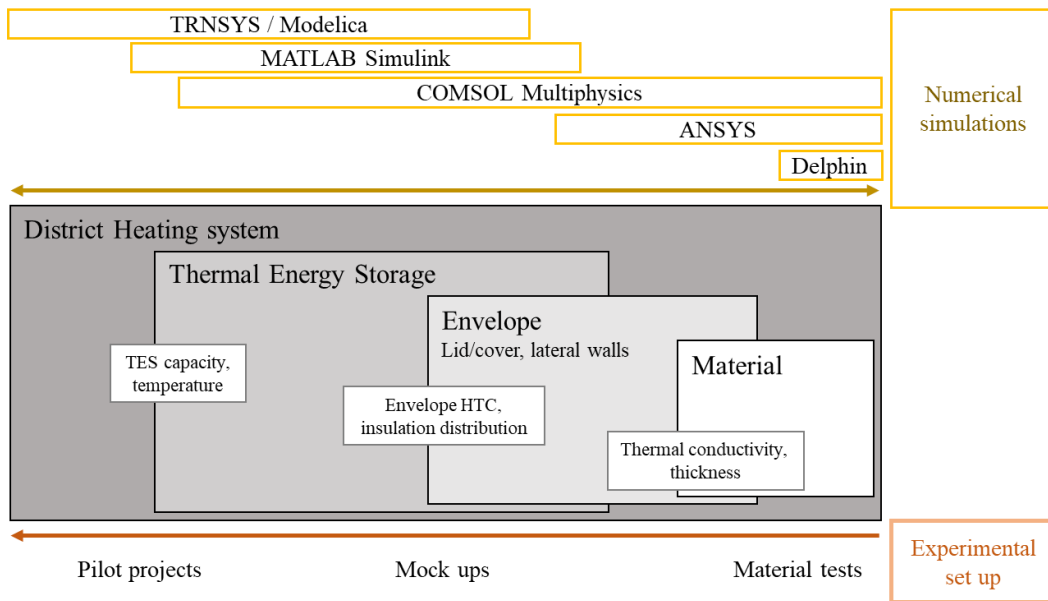 TRNSYS / Modelica
MATLAB Simulink
COMSOL Multiphysics
ANSYS
Delphin
Numerical
simulations
District Heating system
Thermal Energy Storage
Envelope
Lid/cover, lateral walls
Material
TES capacity,
temperature
Envelope HTC,
insulation distribution
Thermal conductivity,
thickness
Pilot projects
Mock ups
Material tests
Experimental
set up